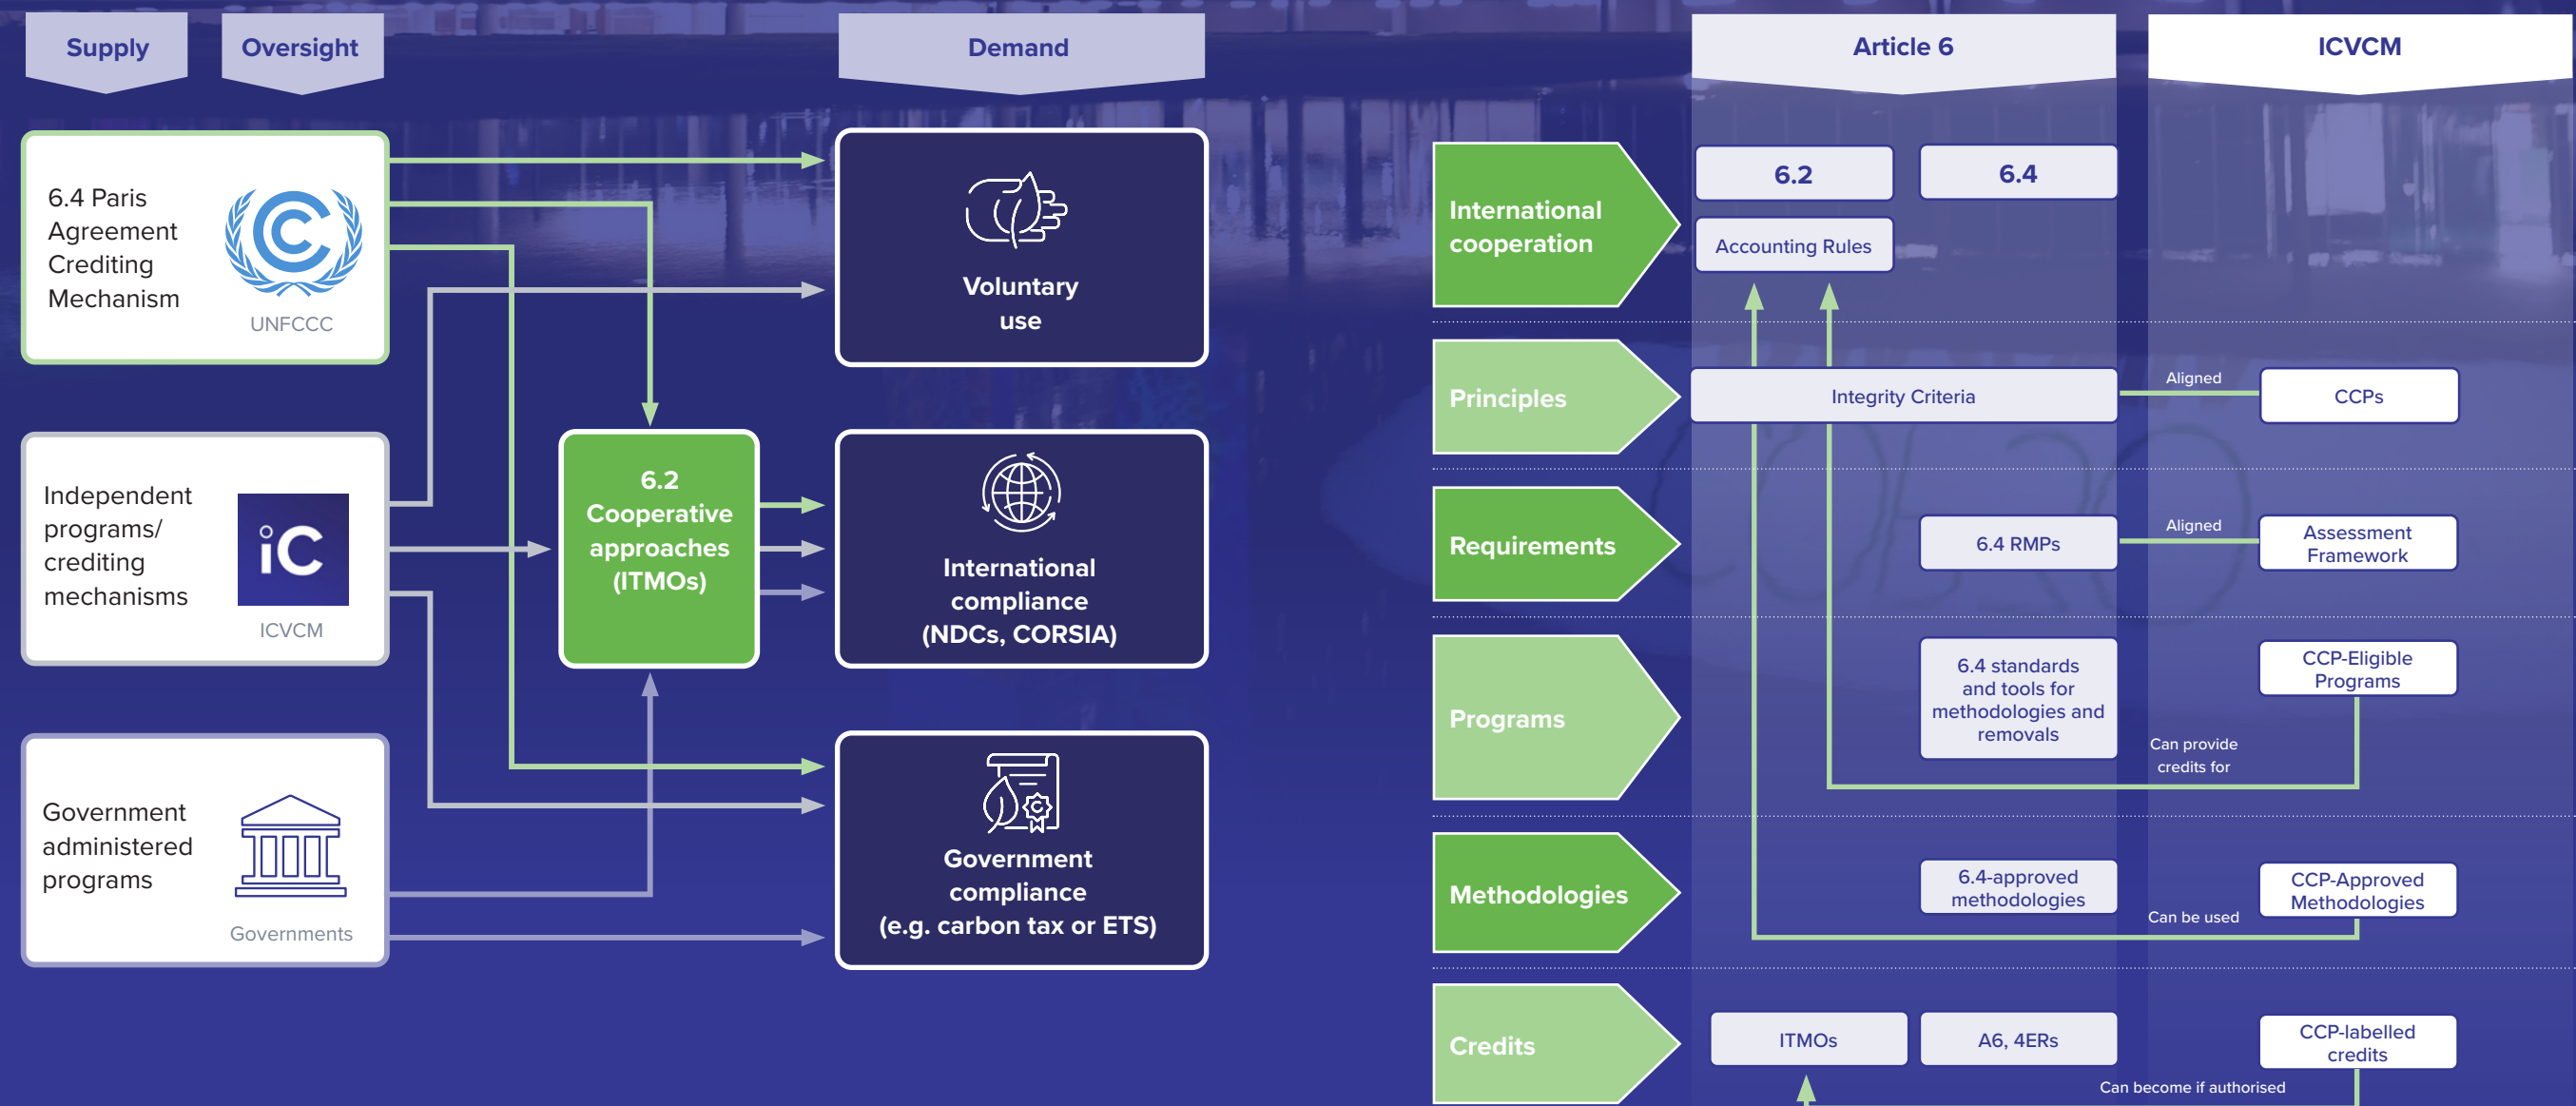 Supply
Oversight
Demand
6.4 Paris
Agreement
Crediting
Mechanism
UNFCCC
Voluntary
use
Independent
programs/
crediting
mechanisms
iC
ICVCM
6.2
Cooperative
approaches
(ITMOs)
International
compliance
(NDCs, CORSIA)
Government
administered
programs
Governments
C
Government
compliance
(e.g. carbon tax or ETS)
Article 6
ICVCM
International
cooperation
6.2
6.4
Accounting Rules
Principles
Integrity Criteria
Aligned
CCPs
Requirements
6.4 RMPs
Aligned
Assessment
Framework
Programs
6.4 standards
and tools for
methodologies and
removals
CCP-Eligible
Programs
Can provide
credits for
Methodologies
6.4-approved
methodologies
CCP-Approved
Methodologies
Can be used
Credits
ITMOs
A6, 4ERs
CCP-labelled
credits
Can become if authorised